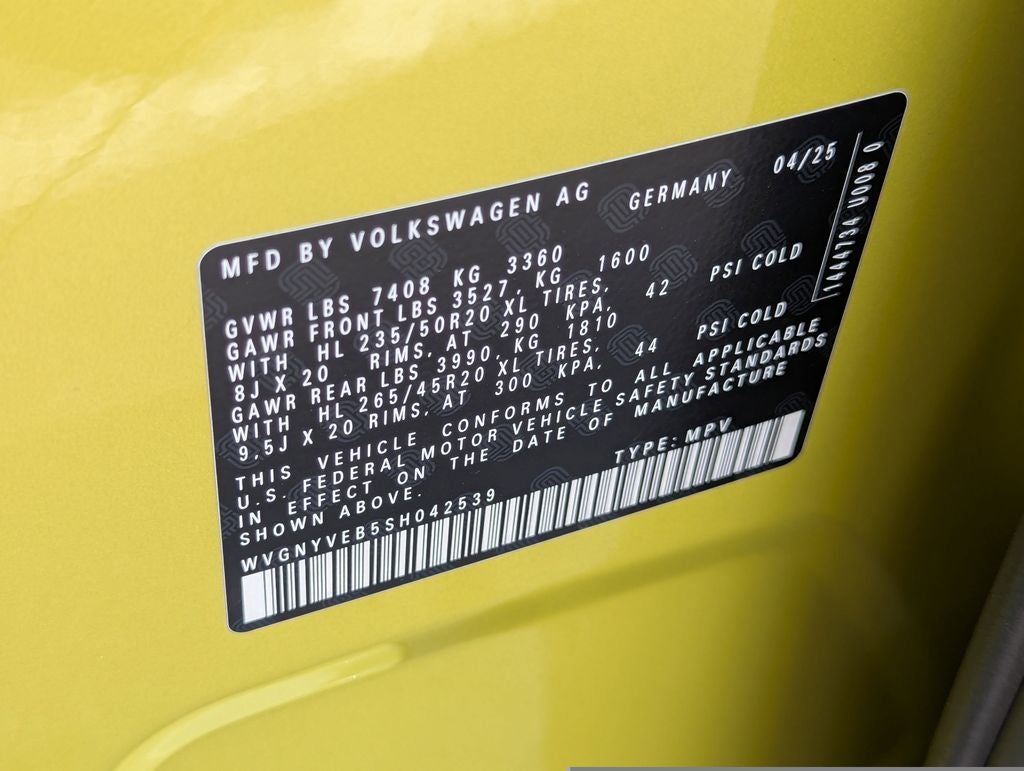 MFD BY VOLKSWAGEN AG GERMANY 04/25
GVWR LBS 7408 KG 3360
GAWR FRONT LBS 3527, KG 1600
WITH HL 235/50R20 XL TIRES,
8J X 20 RIMS, AT 290 KPA, 42 PSI COLD
GAWR REAR LBS 3990, KG 1810
WITH HL 265/45R20 XL TIRES,
9,5J X 20 RIMS, AT 300 KPA, 44 PSI COLD
THIS VEHICLE CONFORMS TO ALL APPLICABLE
U.S. FEDERAL MOTOR VEHICLE SAFETY STANDARDS
IN EFFECT ON THE DATE OF MANUFACTURE
SHOWN ABOVE.
WVGNYVEB5SH042539 TYPE: MPV
1444734 U008 0